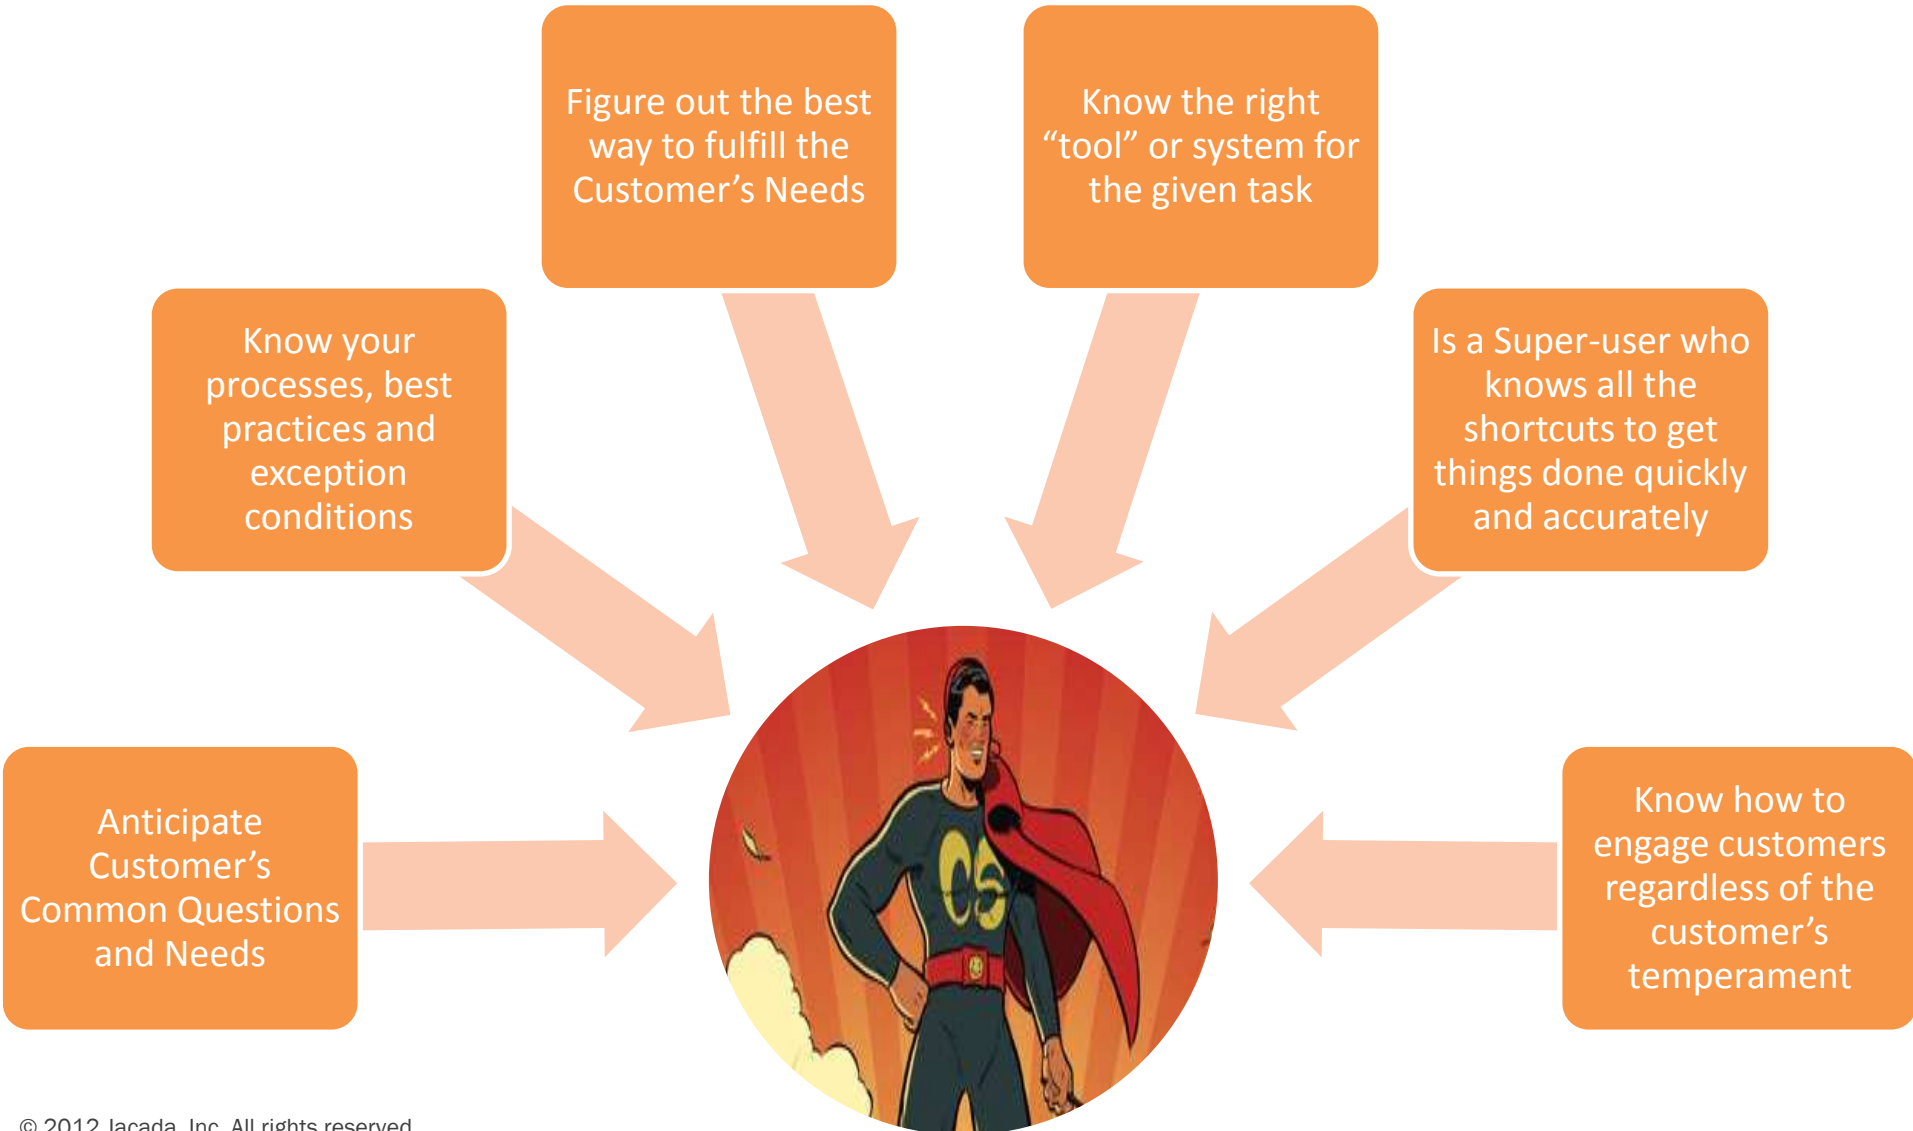 Figure out the best
way to fulfill the
Customer's Needs
Know the right
“tool” or system for
the given task
Know your
processes, best
practices and
exception
conditions
Is a Super-user who
knows all the
shortcuts to get
things done quickly
and accurately
Anticipate
Customer’s
Common Questions
and Needs
Know how to
engage customers
regardless of the
customer’s
temperament
CS
© 2012 Jacada, Inc. All rights reserved